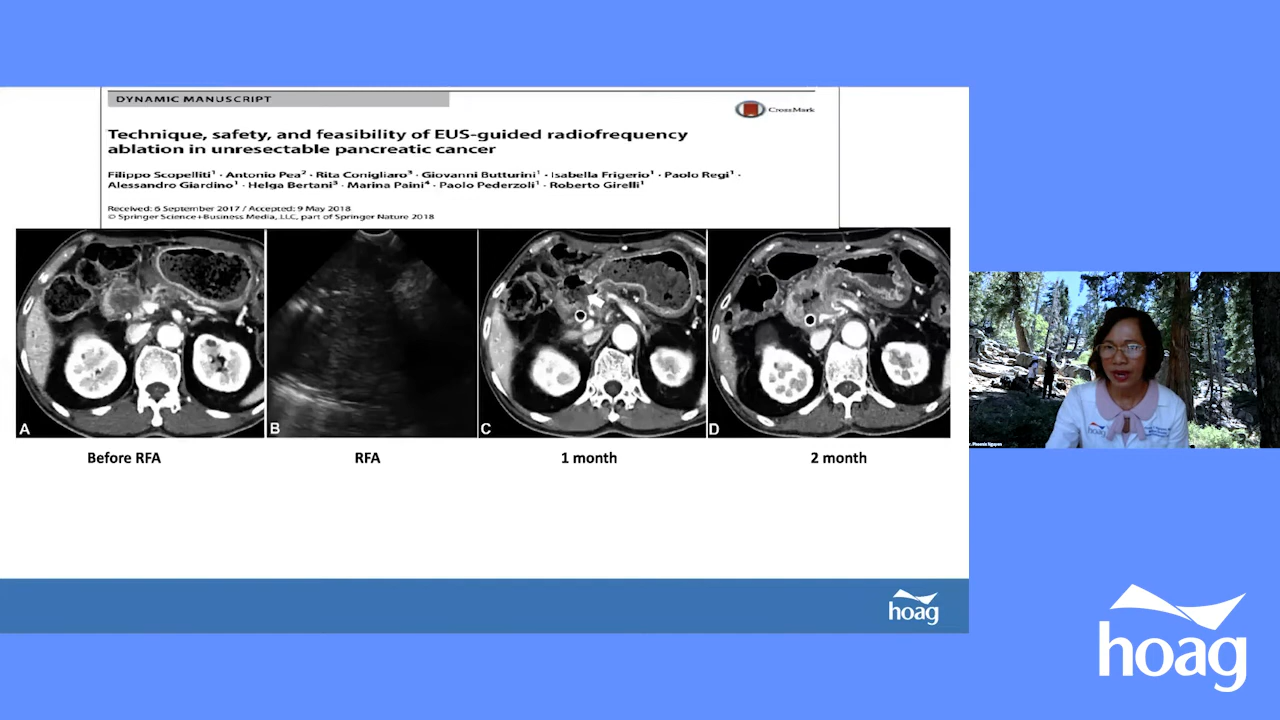 DYNAMIC MANUSCRIPT
CrossMark
Technique, safety, and feasibility of EUS-guided radiofrequency
ablation in unresectable pancreatic cancer
Filippo Scopelliti¹ · Antonio Pea² · Rita Conigliaro³ · Giovanni Butturini¹ · Isabella Frigerio¹ · Paolo Regi¹ ·
Alessandro Giardino¹ · Helga Bertani³ · Marina Paini⁴ · Paolo Pederzoli¹ · Roberto Girelli¹
Received: 6 September 2017 / Accepted: 9 May 2018
© Springer Science+Business Media, LLC, part of Springer Nature 2018
A
B
C
D
Before RFA
RFA
1 month
2 month
hoag
hoag
hoag